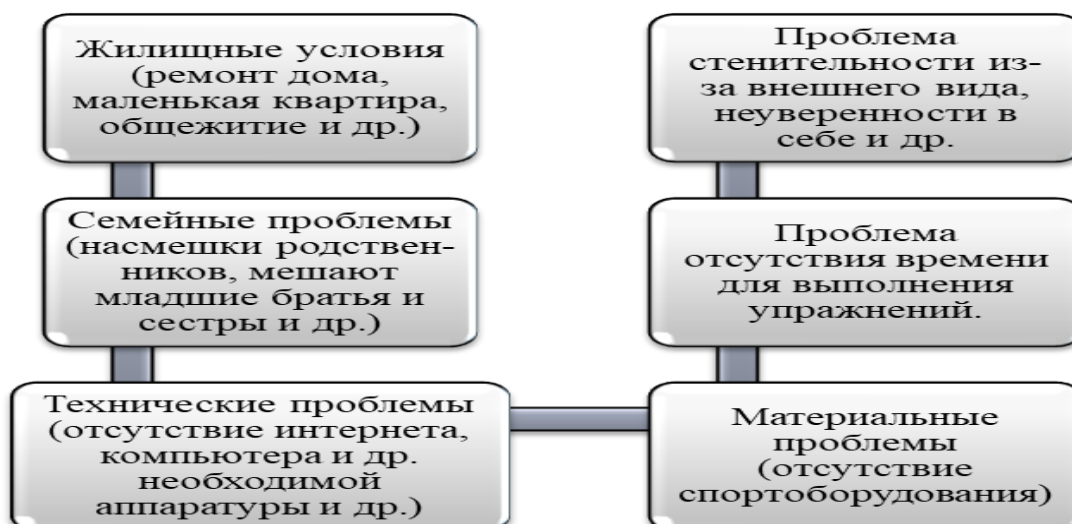 Жилищные условия
(ремонт дома,
маленькая квартира,
общежитие и др.)
Семейные проблемы
(насмешки родствен-
ников, мешают
младшие братья и
сестры и др.)
Технические проблемы
(отсутствие интернета,
компьютера и др.
необходимой
аппаратуры и др.)
Материальные
проблемы
(отсутствие
спортоборудования)
Проблема
отсутствия времени
для выполнения
упражнений.
Проблема
стенительности из-
за внешнего вида,
неуверенности в
себе и др.